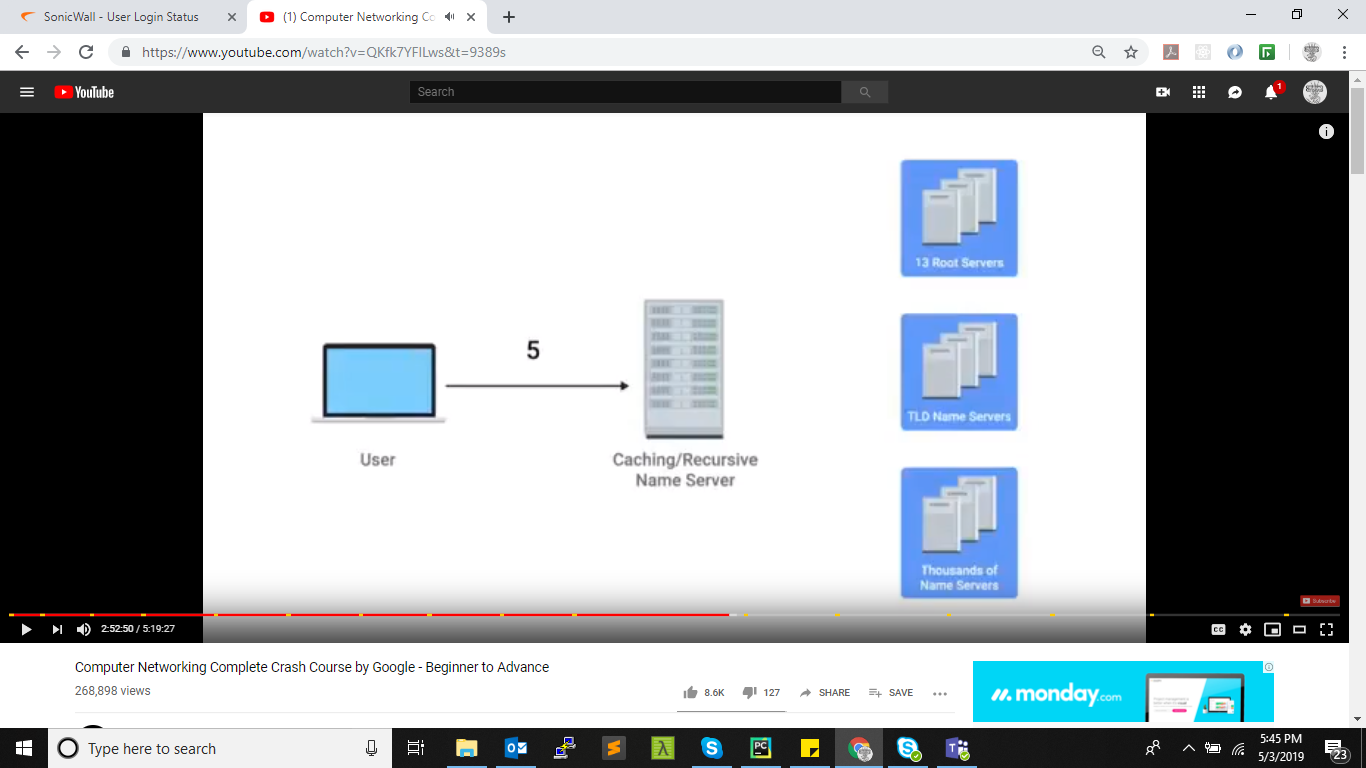 SonicWall - User Login Status
(1) Computer Networking Co
https://www.youtube.com/watch?v=QKfk7YFILws&t=9389s
YouTube
Search
1
13 Root Servers
5
TLD Name Servers
User
Caching/Recursive
Name Server
Thousands of
Name Servers
Subscribe
2:52:50 / 5:19:27
CC
Computer Networking Complete Crash Course by Google - Beginner to Advance
268,898 views
8.6K
127
SHARE
SAVE
monday.com
Type here to search
PC
5:45 PM
5/3/2019
23